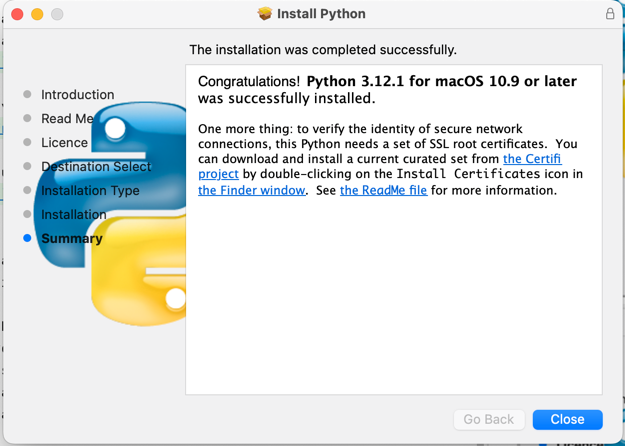 Install Python
The installation was completed successfully.
Introduction
Read Me
Licence
Destination Select
Installation Type
Installation
Summary
Congratulations! Python 3.12.1 for macOS 10.9 or later
was successfully installed.
One more thing: to verify the identity of secure network
connections, this Python needs a set of SSL root certificates. You
can download and install a current curated set from the Certifi
project by double-clicking on the Install Certificates icon in
the Finder window. See the ReadMe file for more information.
Go Back
Close